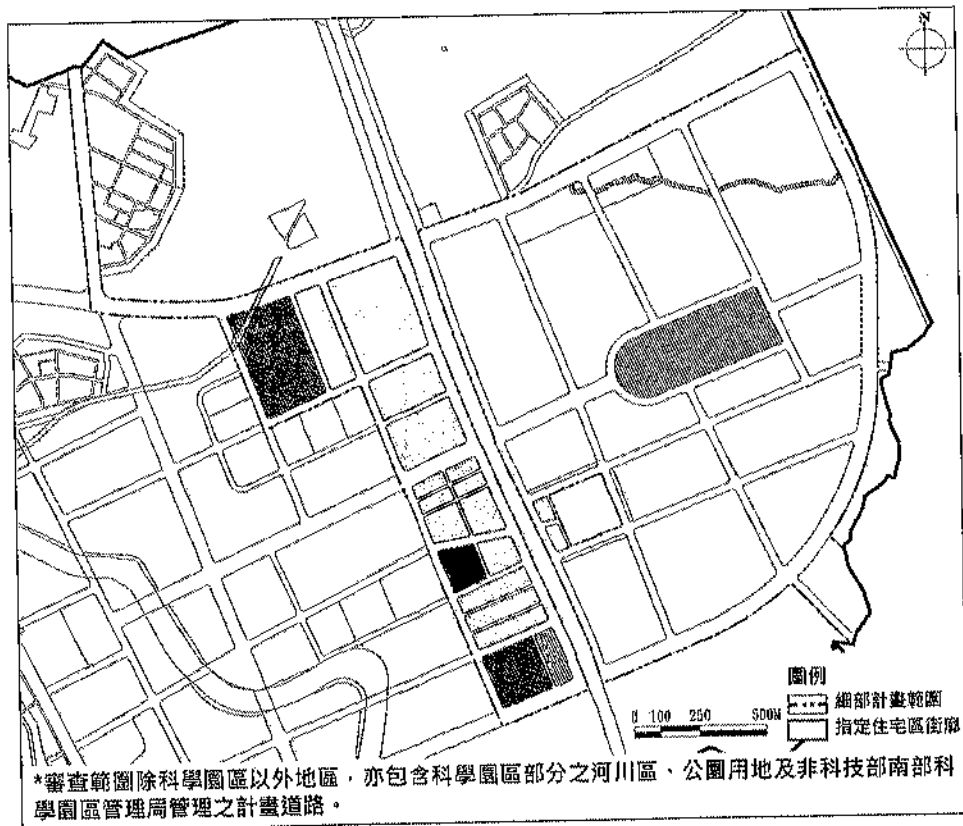 N
圖例
細部計畫範圍
指定住宅區街廓
0 100 250 500M
*審查範圍除科學園區以外地區，亦包含科學園區部分之河川區、公園用地及非科技部南部科
學園區管理局管理之計畫道路。